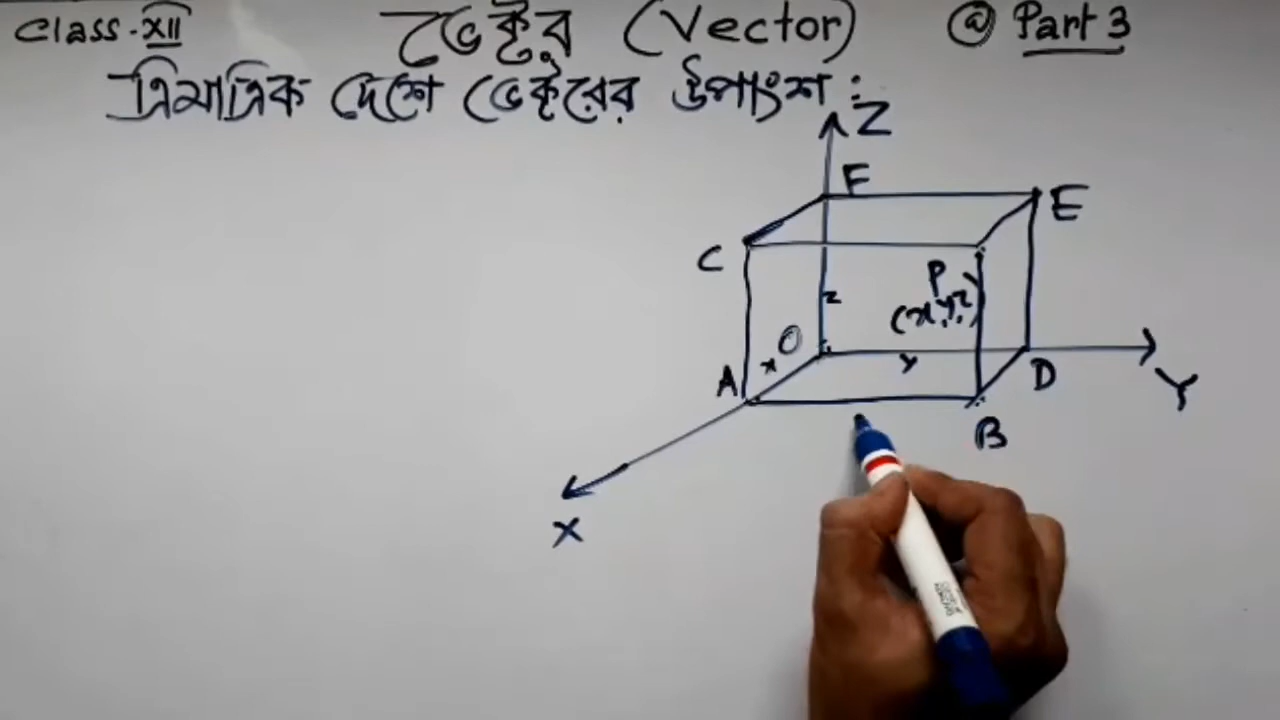 Class-XII ভেক্টর (Vector) @ Part 3
ত্রিমাত্রিক দেশে ভেক্টরের উপাংশ :
Z
F
E
C
P
(x,y,z)
z
O
x
y
A
D
Y
B
X